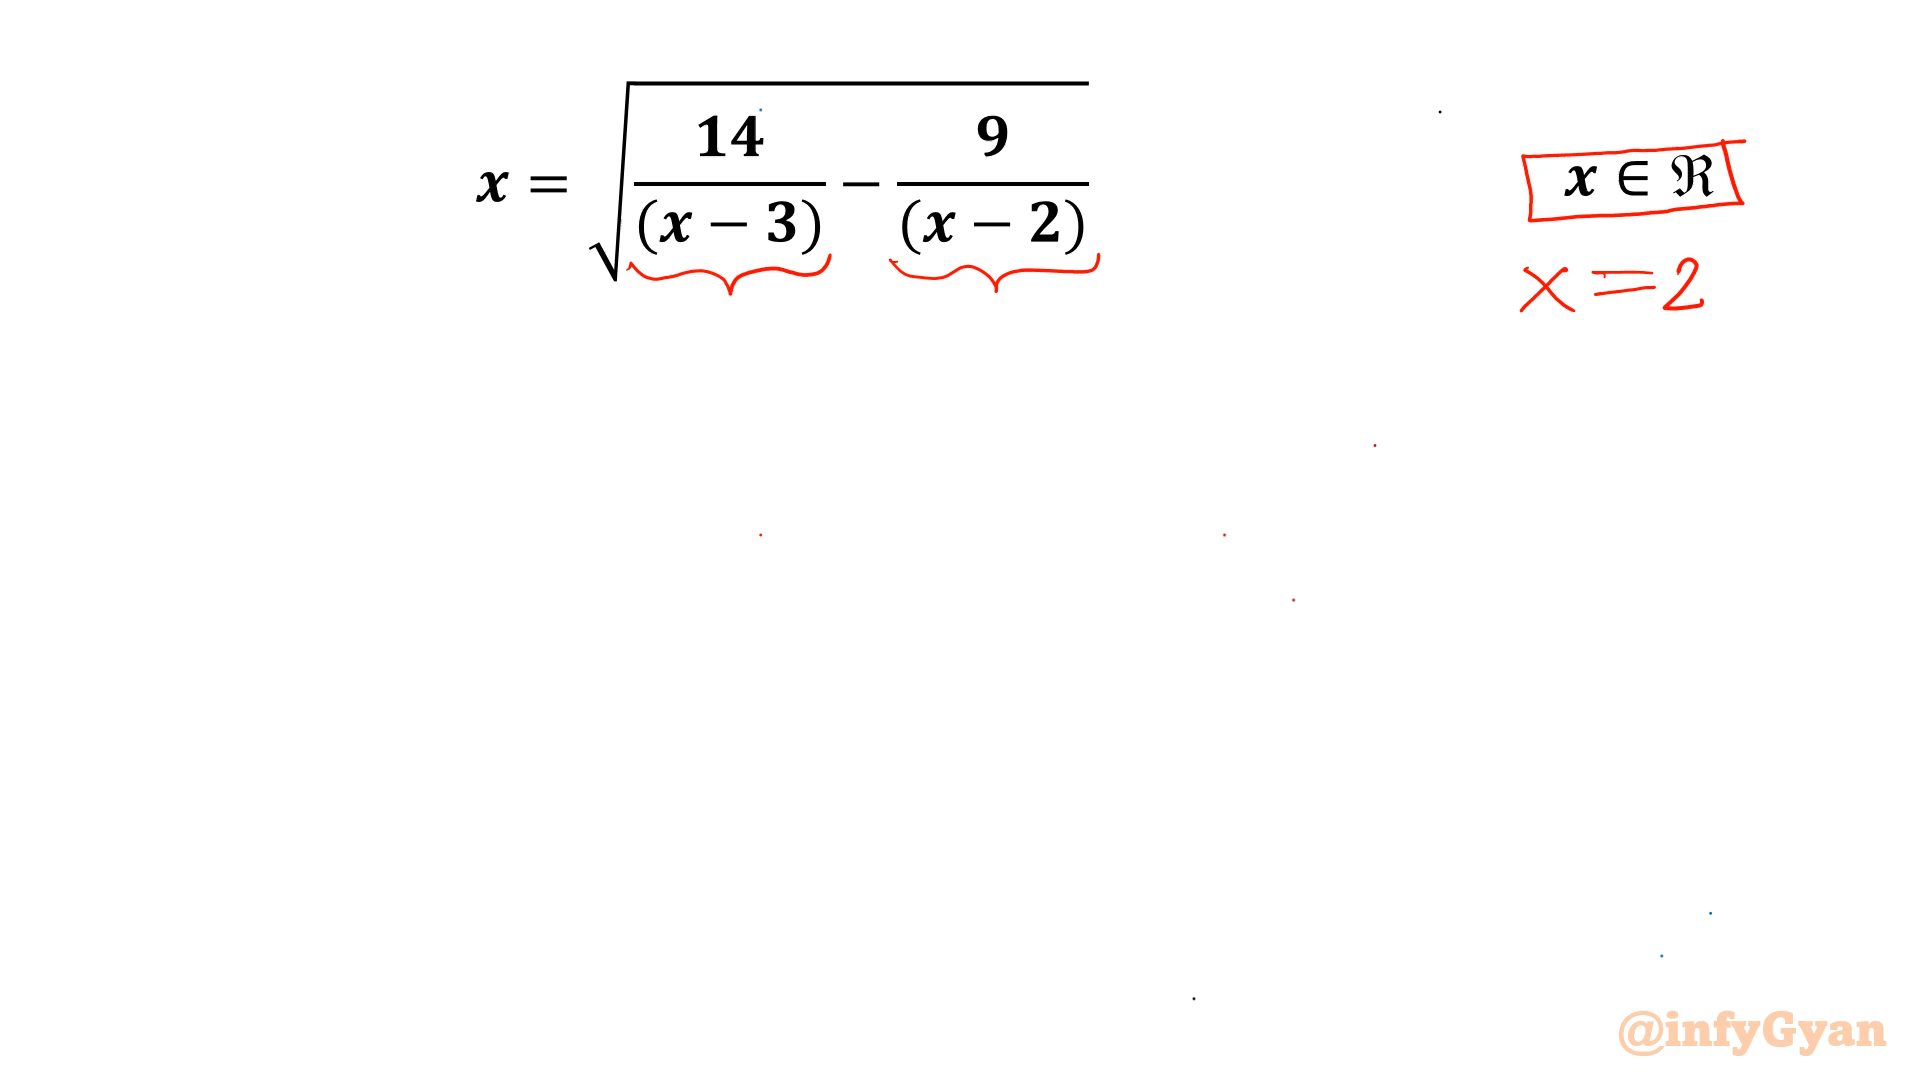 x = √(14/(x − 3) − 9/(x − 2))
x ∈ ℜ
x = 2
@infyGyan